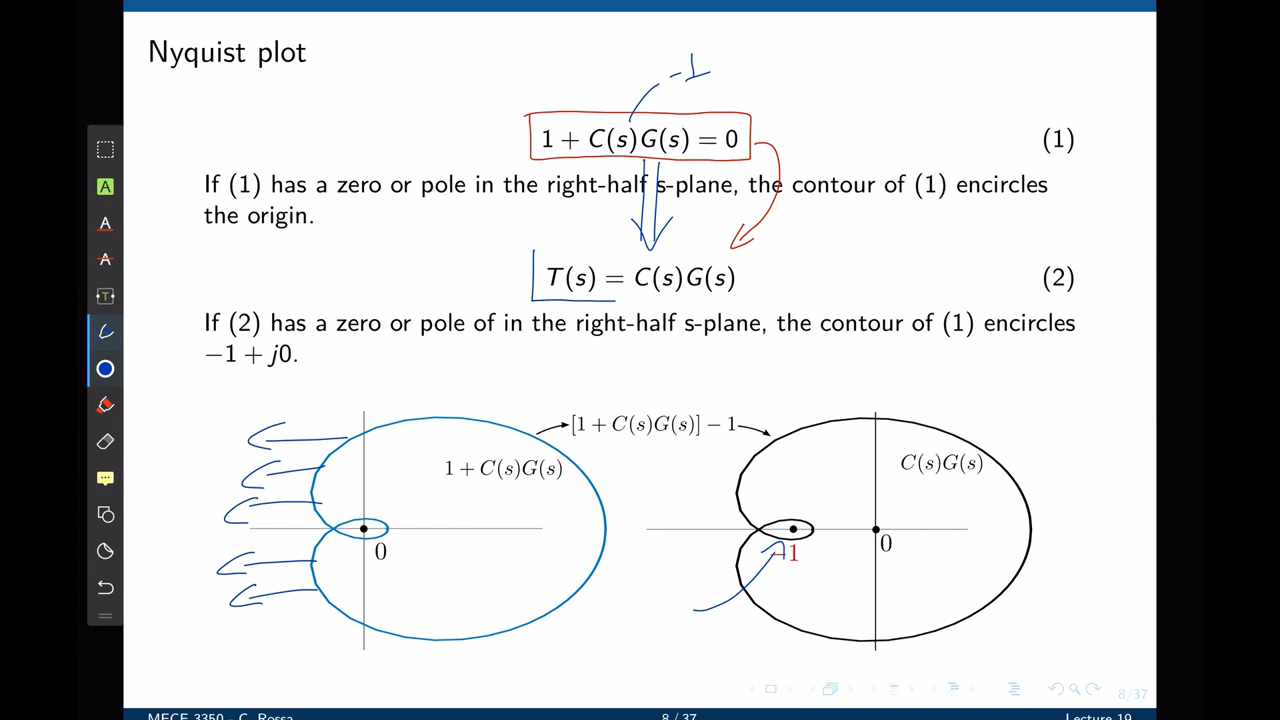 Nyquist plot
-1
1 + C(s)G(s) = 0 (1)
If (1) has a zero or pole in the right-half s-plane, the contour of (1) encircles
the origin.
T(s) = C(s)G(s) (2)
If (2) has a zero or pole of in the right-half s-plane, the contour of (1) encircles
−1 + j0.
[1 + C(s)G(s)] − 1
1 + C(s)G(s)
C(s)G(s)
0
−1
0
8/37
MECE 3350 - C. Rossa 8 / 37 Lecture 19
A
A
A
T